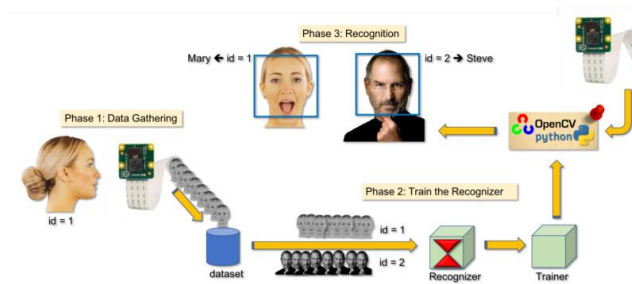 Phase 3: Recognition
Mary ← id = 1
id = 2 → Steve
Phase 1: Data Gathering
OpenCV
python
Phase 2: Train the Recognizer
id = 1
id = 1
id = 2
dataset
Recognizer
Trainer